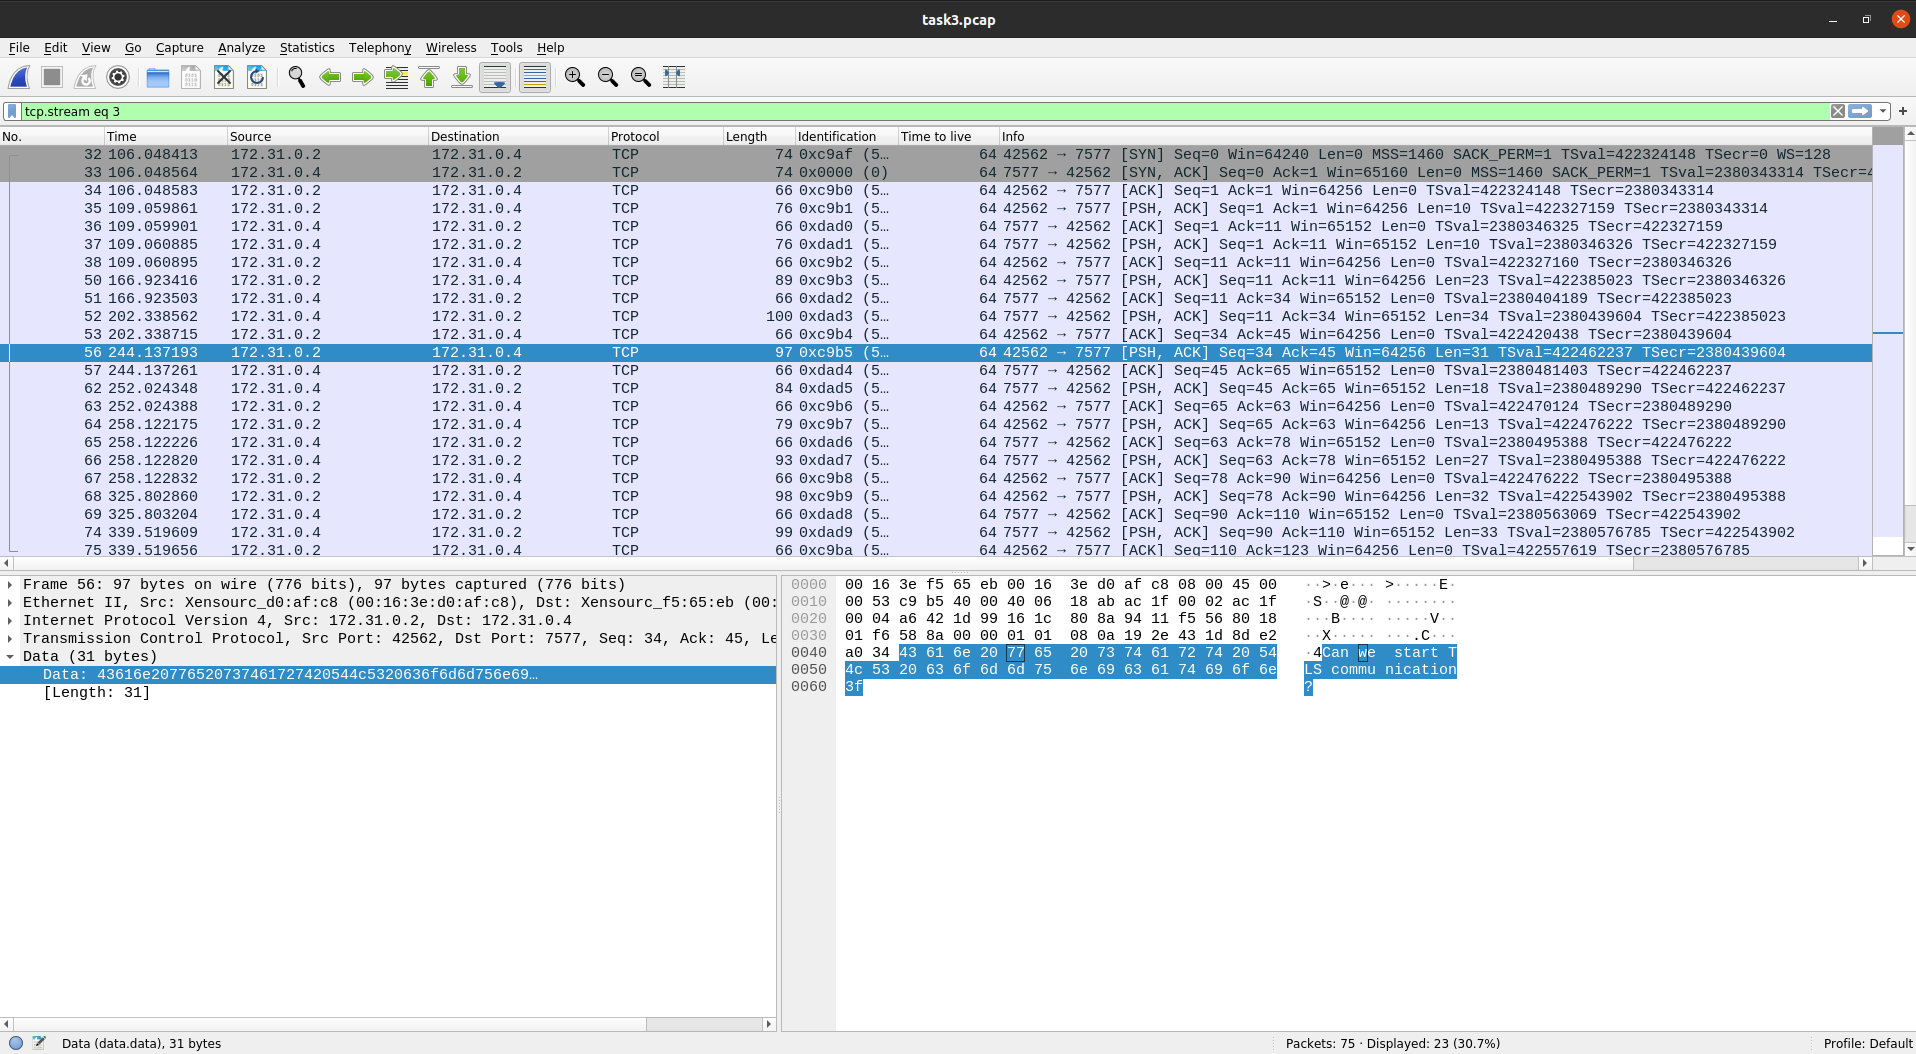 task3.pcap
File Edit View Go Capture Analyze Statistics Telephony Wireless Tools Help
tcp.stream eq 3
No. Time Source Destination Protocol Length Identification Time to live Info
32 106.048413 172.31.0.2 172.31.0.4 TCP 74 0xc9af (5… 64 42562 → 7577 [SYN] Seq=0 Win=64240 Len=0 MSS=1460 SACK_PERM=1 TSval=422324148 TSecr=0 WS=128
33 106.048564 172.31.0.4 172.31.0.2 TCP 74 0x0000 (0) 64 7577 → 42562 [SYN, ACK] Seq=0 Ack=1 Win=65160 Len=0 MSS=1460 SACK_PERM=1 TSval=2380343314 TSecr=4
34 106.048583 172.31.0.2 172.31.0.4 TCP 66 0xc9b0 (5… 64 42562 → 7577 [ACK] Seq=1 Ack=1 Win=64256 Len=0 TSval=422324148 TSecr=2380343314
35 109.059861 172.31.0.2 172.31.0.4 TCP 76 0xc9b1 (5… 64 42562 → 7577 [PSH, ACK] Seq=1 Ack=1 Win=64256 Len=10 TSval=422327159 TSecr=2380343314
36 109.059901 172.31.0.4 172.31.0.2 TCP 66 0xdad0 (5… 64 7577 → 42562 [ACK] Seq=1 Ack=11 Win=65152 Len=0 TSval=2380346325 TSecr=422327159
37 109.060885 172.31.0.4 172.31.0.2 TCP 76 0xdad1 (5… 64 7577 → 42562 [PSH, ACK] Seq=1 Ack=11 Win=65152 Len=10 TSval=2380346326 TSecr=422327159
38 109.060895 172.31.0.2 172.31.0.4 TCP 66 0xc9b2 (5… 64 42562 → 7577 [ACK] Seq=11 Ack=11 Win=64256 Len=0 TSval=422327160 TSecr=2380346326
50 166.923416 172.31.0.2 172.31.0.4 TCP 89 0xc9b3 (5… 64 42562 → 7577 [PSH, ACK] Seq=11 Ack=11 Win=64256 Len=23 TSval=422385023 TSecr=2380346326
51 166.923503 172.31.0.4 172.31.0.2 TCP 66 0xdad2 (5… 64 7577 → 42562 [ACK] Seq=11 Ack=34 Win=65152 Len=0 TSval=2380404189 TSecr=422385023
52 202.338562 172.31.0.4 172.31.0.2 TCP 100 0xdad3 (5… 64 7577 → 42562 [PSH, ACK] Seq=11 Ack=34 Win=65152 Len=34 TSval=2380439604 TSecr=422385023
53 202.338715 172.31.0.2 172.31.0.4 TCP 66 0xc9b4 (5… 64 42562 → 7577 [ACK] Seq=34 Ack=45 Win=64256 Len=0 TSval=422420438 TSecr=2380439604
56 244.137193 172.31.0.2 172.31.0.4 TCP 97 0xc9b5 (5… 64 42562 → 7577 [PSH, ACK] Seq=34 Ack=45 Win=64256 Len=31 TSval=422462237 TSecr=2380439604
57 244.137261 172.31.0.4 172.31.0.2 TCP 66 0xdad4 (5… 64 7577 → 42562 [ACK] Seq=45 Ack=65 Win=65152 Len=0 TSval=2380481403 TSecr=422462237
62 252.024348 172.31.0.4 172.31.0.2 TCP 84 0xdad5 (5… 64 7577 → 42562 [PSH, ACK] Seq=45 Ack=65 Win=65152 Len=18 TSval=2380489290 TSecr=422462237
63 252.024388 172.31.0.2 172.31.0.4 TCP 66 0xc9b6 (5… 64 42562 → 7577 [ACK] Seq=65 Ack=63 Win=64256 Len=0 TSval=422470124 TSecr=2380489290
64 258.122175 172.31.0.2 172.31.0.4 TCP 79 0xc9b7 (5… 64 42562 → 7577 [PSH, ACK] Seq=65 Ack=63 Win=64256 Len=13 TSval=422476222 TSecr=2380489290
65 258.122226 172.31.0.4 172.31.0.2 TCP 66 0xdad6 (5… 64 7577 → 42562 [ACK] Seq=63 Ack=78 Win=65152 Len=0 TSval=2380495388 TSecr=422476222
66 258.122820 172.31.0.4 172.31.0.2 TCP 93 0xdad7 (5… 64 7577 → 42562 [PSH, ACK] Seq=63 Ack=78 Win=65152 Len=27 TSval=2380495388 TSecr=422476222
67 258.122832 172.31.0.2 172.31.0.4 TCP 66 0xc9b8 (5… 64 42562 → 7577 [ACK] Seq=78 Ack=90 Win=64256 Len=0 TSval=422476222 TSecr=2380495388
68 325.802860 172.31.0.2 172.31.0.4 TCP 98 0xc9b9 (5… 64 42562 → 7577 [PSH, ACK] Seq=78 Ack=90 Win=64256 Len=32 TSval=422543902 TSecr=2380495388
69 325.803204 172.31.0.4 172.31.0.2 TCP 66 0xdad8 (5… 64 7577 → 42562 [ACK] Seq=90 Ack=110 Win=65152 Len=0 TSval=2380563069 TSecr=422543902
74 339.519609 172.31.0.4 172.31.0.2 TCP 99 0xdad9 (5… 64 7577 → 42562 [PSH, ACK] Seq=90 Ack=110 Win=65152 Len=33 TSval=2380576785 TSecr=422543902
75 339.519656 172.31.0.2 172.31.0.4 TCP 66 0xc9ba (5… 64 42562 → 7577 [ACK] Seq=110 Ack=123 Win=64256 Len=0 TSval=422557619 TSecr=2380576785
Frame 56: 97 bytes on wire (776 bits), 97 bytes captured (776 bits)
Ethernet II, Src: Xensourc_d0:af:c8 (00:16:3e:d0:af:c8), Dst: Xensourc_f5:65:eb (00:
Internet Protocol Version 4, Src: 172.31.0.2, Dst: 172.31.0.4
Transmission Control Protocol, Src Port: 42562, Dst Port: 7577, Seq: 34, Ack: 45, Le
Data (31 bytes)
Data: 43616e20776520737461727420544c5320636f6d6d756e69…
[Length: 31]
0000 00 16 3e f5 65 eb 00 16 3e d0 af c8 08 00 45 00 ··>·e··· >·····E·
0010 00 53 c9 b5 40 00 40 06 18 ab ac 1f 00 02 ac 1f ·S··@·@· ········
0020 00 04 a6 42 1d 99 16 1c 80 8a 94 11 f5 56 80 18 ···B···· ·····V··
0030 01 f6 58 8a 00 00 01 01 08 0a 19 2e 43 1d 8d e2 ··X····· ···.C···
0040 a0 34 43 61 6e 20 77 65 20 73 74 61 72 74 20 54 ·4Can we start T
0050 4c 53 20 63 6f 6d 6d 75 6e 69 63 61 74 69 6f 6e LS commu nication
0060 3f ?
Data (data.data), 31 bytes
Packets: 75 · Displayed: 23 (30.7%)
Profile: Default